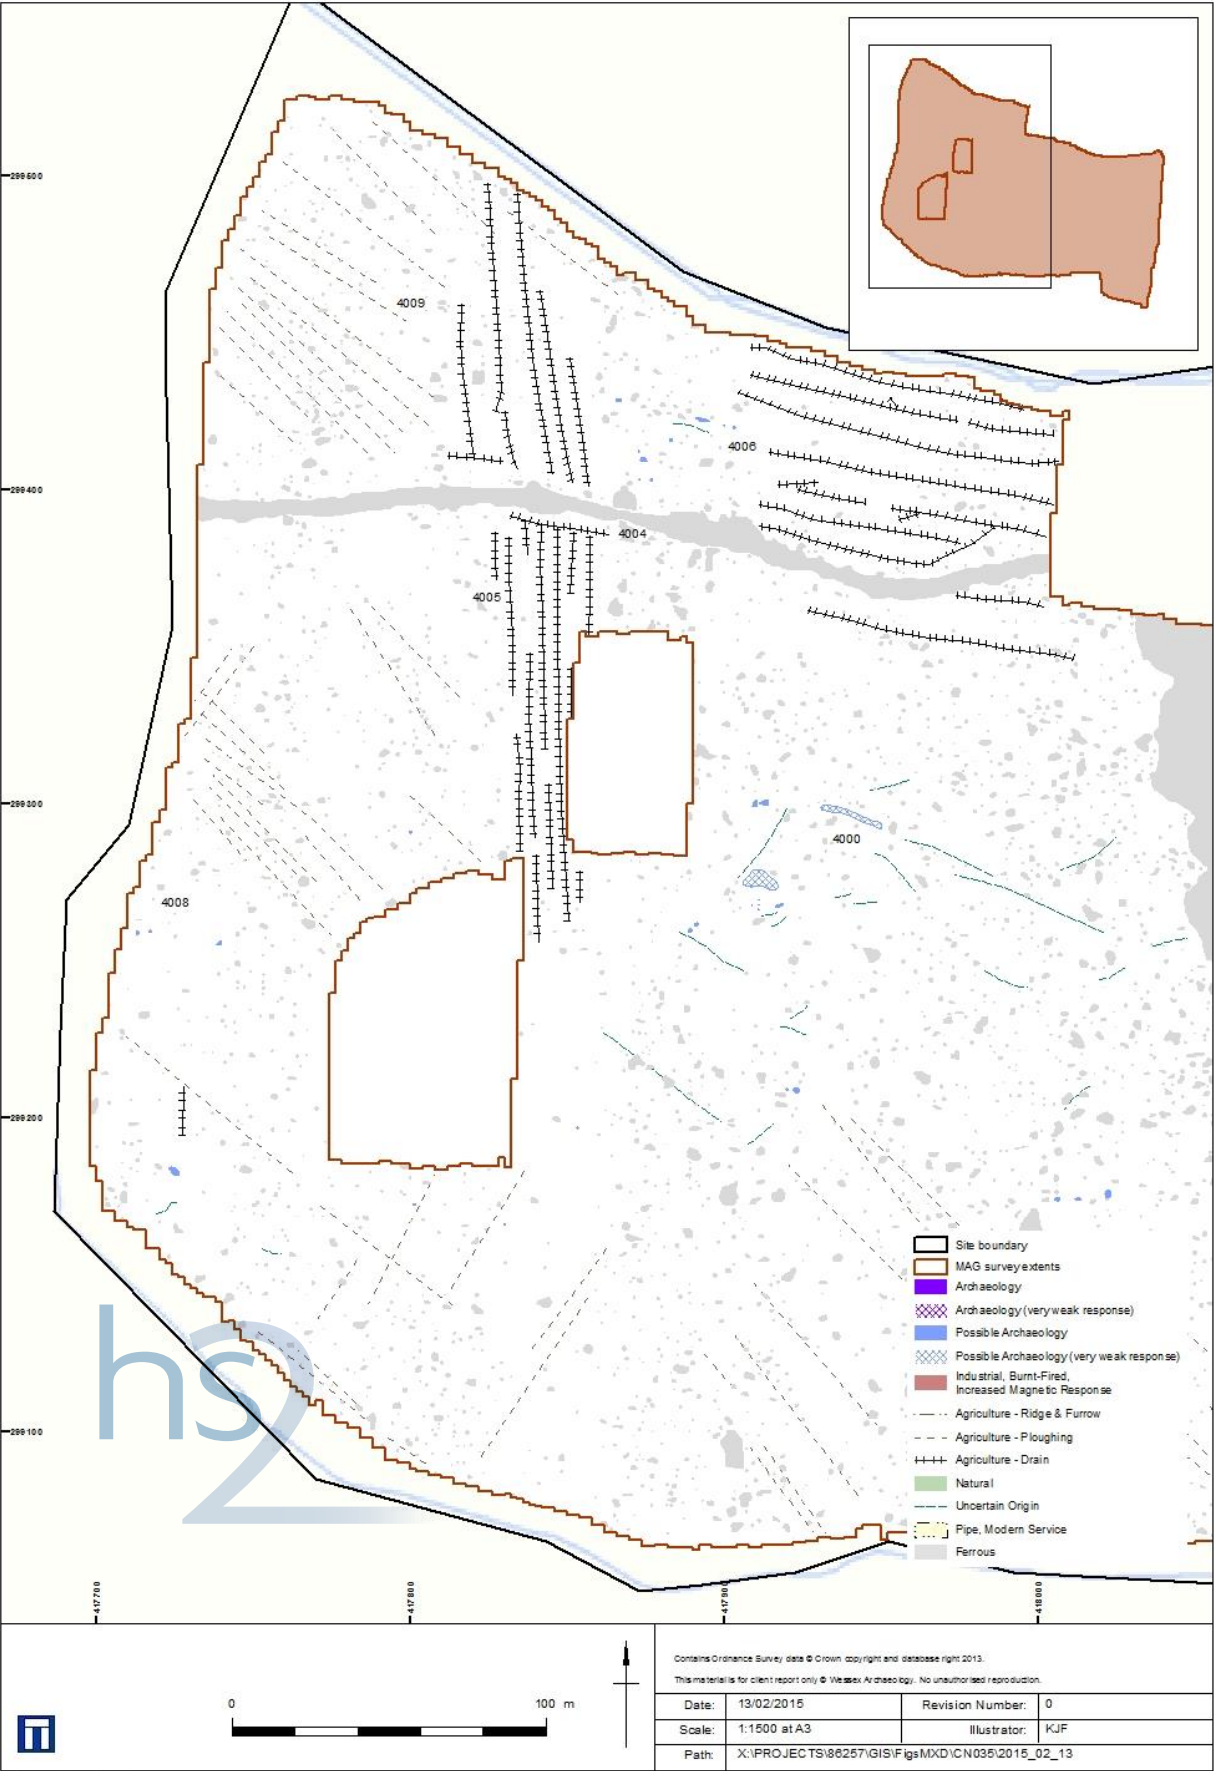 299500
4009
4006
299400
4004
4005
299300
4000
4008
299200
Site boundary
MAG survey extents
Archaeology
Archaeology (very weak response)
Possible Archaeology
Possible Archaeology (very weak response)
Industrial, Burnt-Fired,
Increased Magnetic Response
Agriculture - Ridge & Furrow
Agriculture - Ploughing
Agriculture - Drain
Natural
Uncertain Origin
Pipe, Modern Service
Ferrous
hs2
299100
417700
417800
417900
418000
Contains Ordnance Survey data © Crown copyright and database right 2013.
This material is for client report only © Wessex Archaeology. No unauthorised reproduction.
0 100 m
Date: 13/02/2015 Revision Number: 0
Scale: 1:1500 at A3 Illustrator: KJF
Path: X:\PROJECTS\86257\GIS\FigsMXD\CN035\2015_02_13